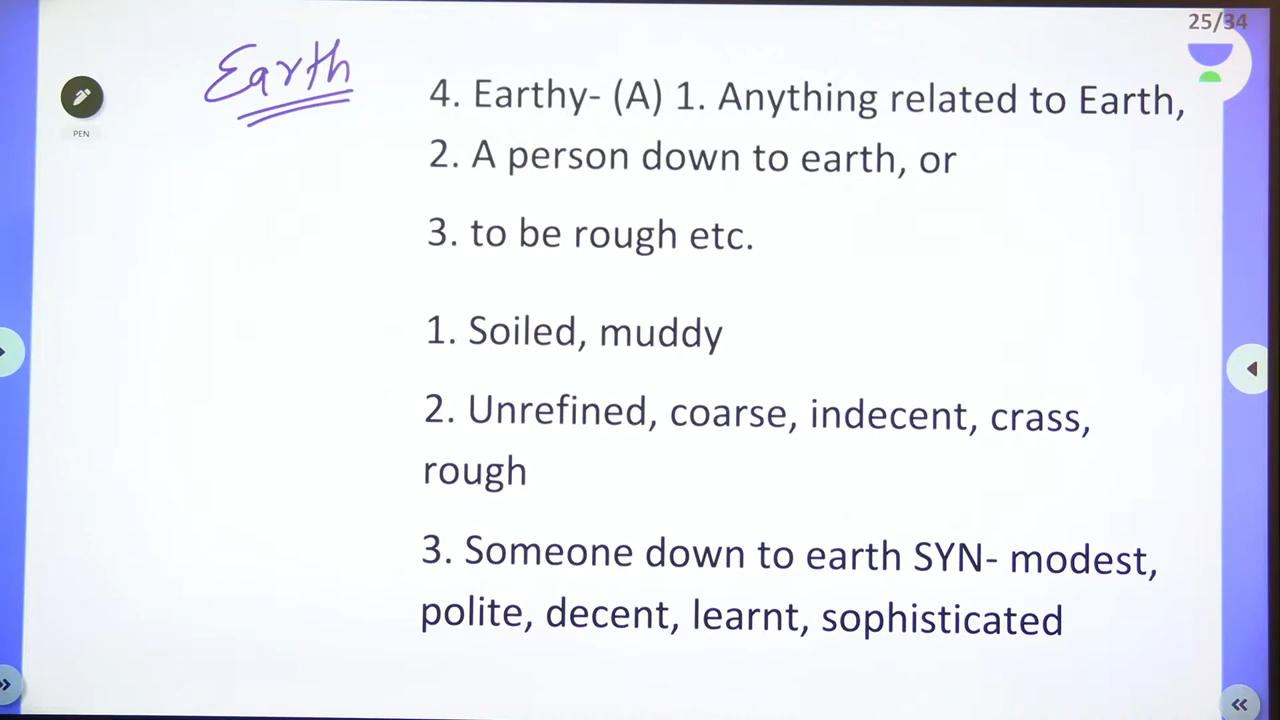 25/34
Earth
4. Earthy- (A) 1. Anything related to Earth,
PEN
2. A person down to earth, or
3. to be rough etc.
1. Soiled, muddy
2. Unrefined, coarse, indecent, crass,
rough
3. Someone down to earth SYN- modest,
polite, decent, learnt, sophisticated